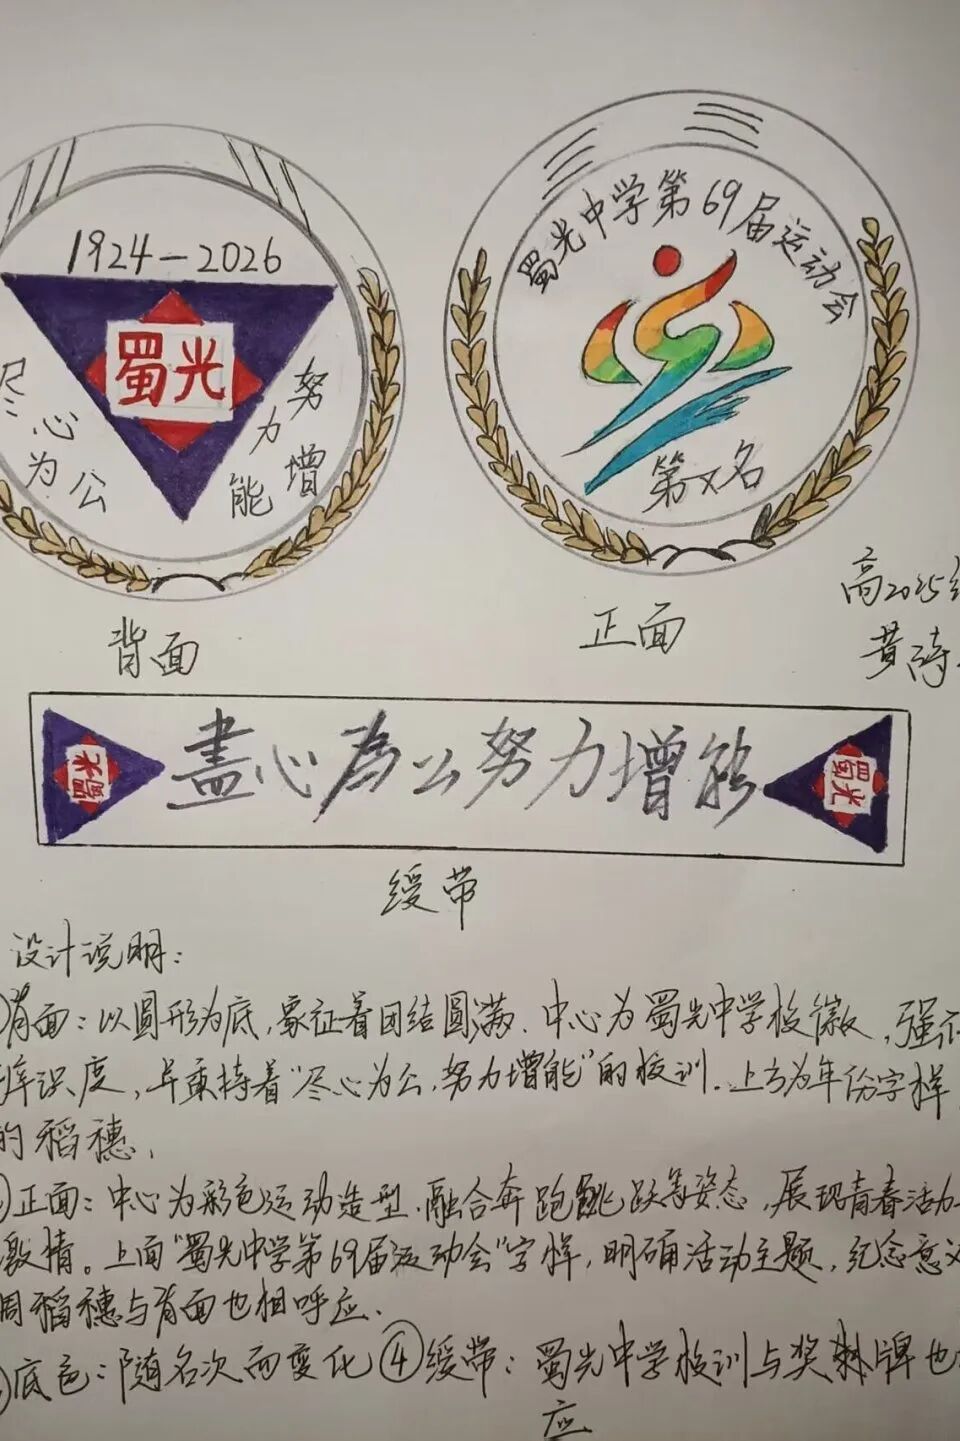 1924-2026
蜀光
尽心为公
努力增能
背面
蜀光中学第69届运动会
第X名
正面
高2025
黄
蜀光
盡心為公努力增能
蜀光
绶带
设计说明：
背面：以圆形为底，象征着团结圆满．中心为蜀光中学校徽，强
识度，并秉持着“尽心为公，努力增能”的校训．上方为年份字样
的稻穗．
正面：中心为彩色运动造型，融合奔跑跳跃等姿态，展现青春活力
激情。上面“蜀光中学第69届运动会”字样，明确活动主题，纪念意义
周稻穗与背面也相呼应．
底色：随名次而变化④绶带：蜀光中学校训与奖牌也
应